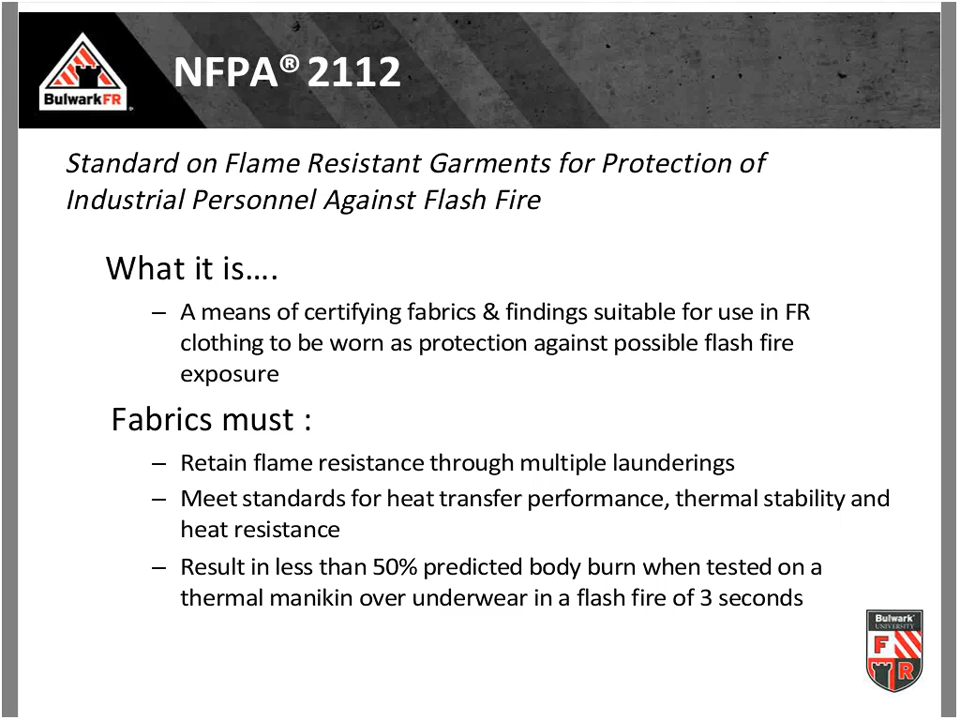 NFPA® 2112
BulwarkFR
Standard on Flame Resistant Garments for Protection of
Industrial Personnel Against Flash Fire
What it is….
– A means of certifying fabrics & findings suitable for use in FR
clothing to be worn as protection against possible flash fire
exposure
Fabrics must :
– Retain flame resistance through multiple launderings
– Meet standards for heat transfer performance, thermal stability and
heat resistance
– Result in less than 50% predicted body burn when tested on a
thermal manikin over underwear in a flash fire of 3 seconds
Bulwark
UNIVERSITY
F
R